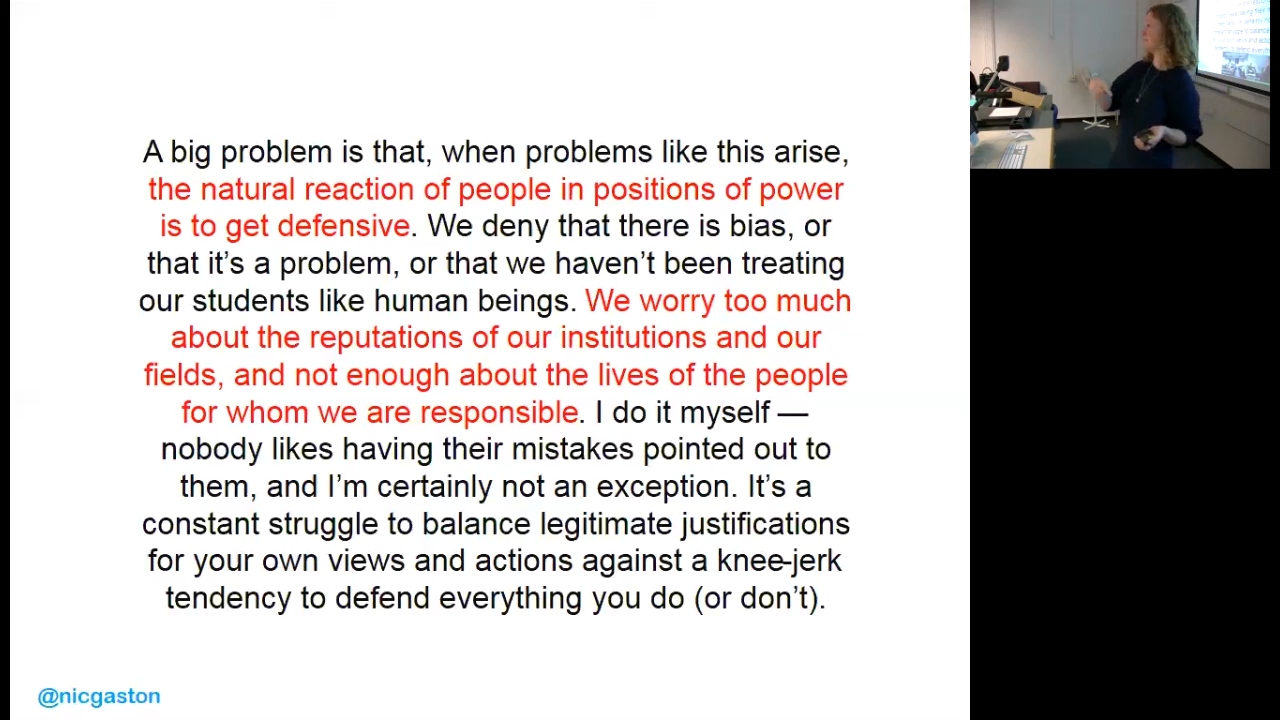 A big problem is that, when problems like this arise,
the natural reaction of people in positions of power
is to get defensive. We deny that there is bias, or
that it's a problem, or that we haven't been treating
our students like human beings. We worry too much
about the reputations of our institutions and our
fields, and not enough about the lives of the people
for whom we are responsible. I do it myself —
nobody likes having their mistakes pointed out to
them, and I'm certainly not an exception. It's a
constant struggle to balance legitimate justifications
for your own views and actions against a knee-jerk
tendency to defend everything you do (or don't).
@nicgaston